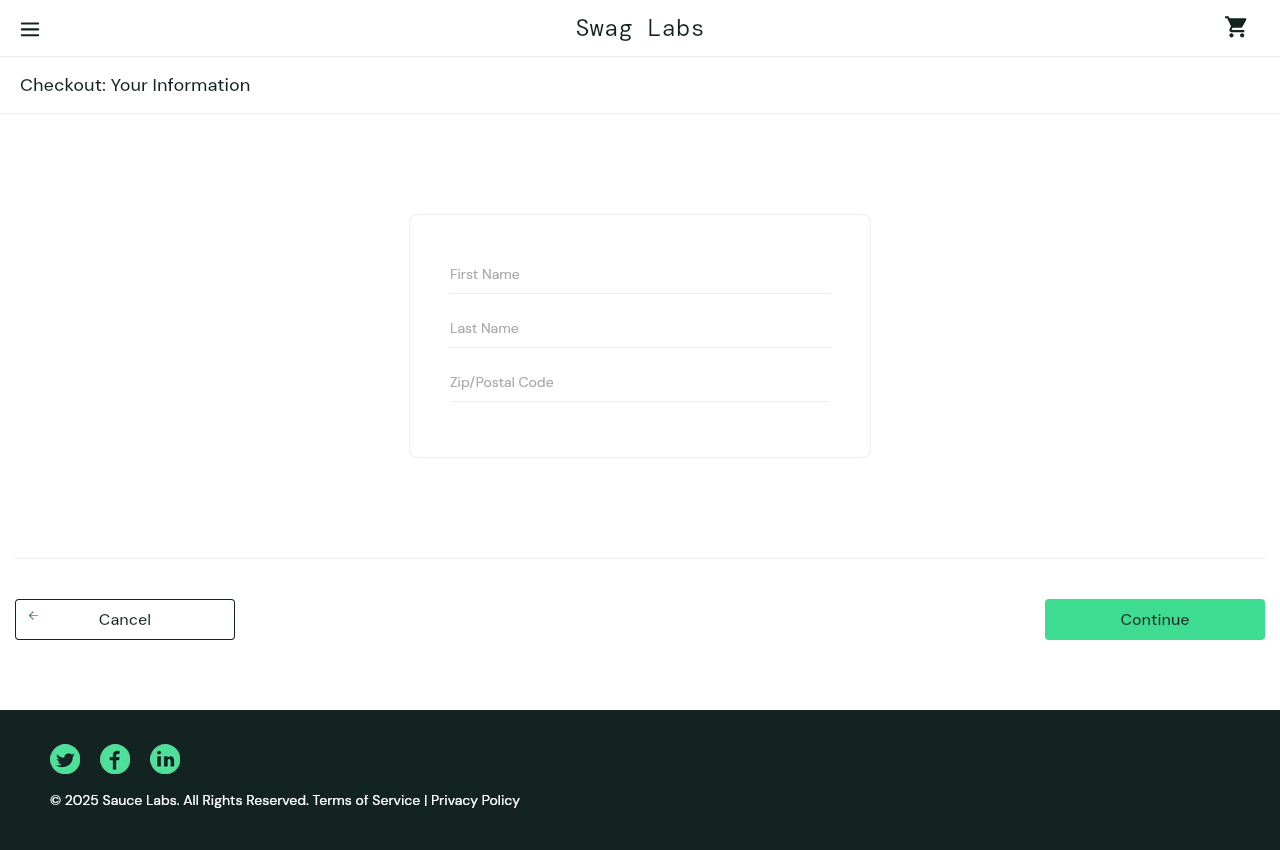 Swag Labs
Checkout: Your Information
First Name
Last Name
Zip/Postal Code
Cancel
Continue
© 2025 Sauce Labs. All Rights Reserved. Terms of Service | Privacy Policy